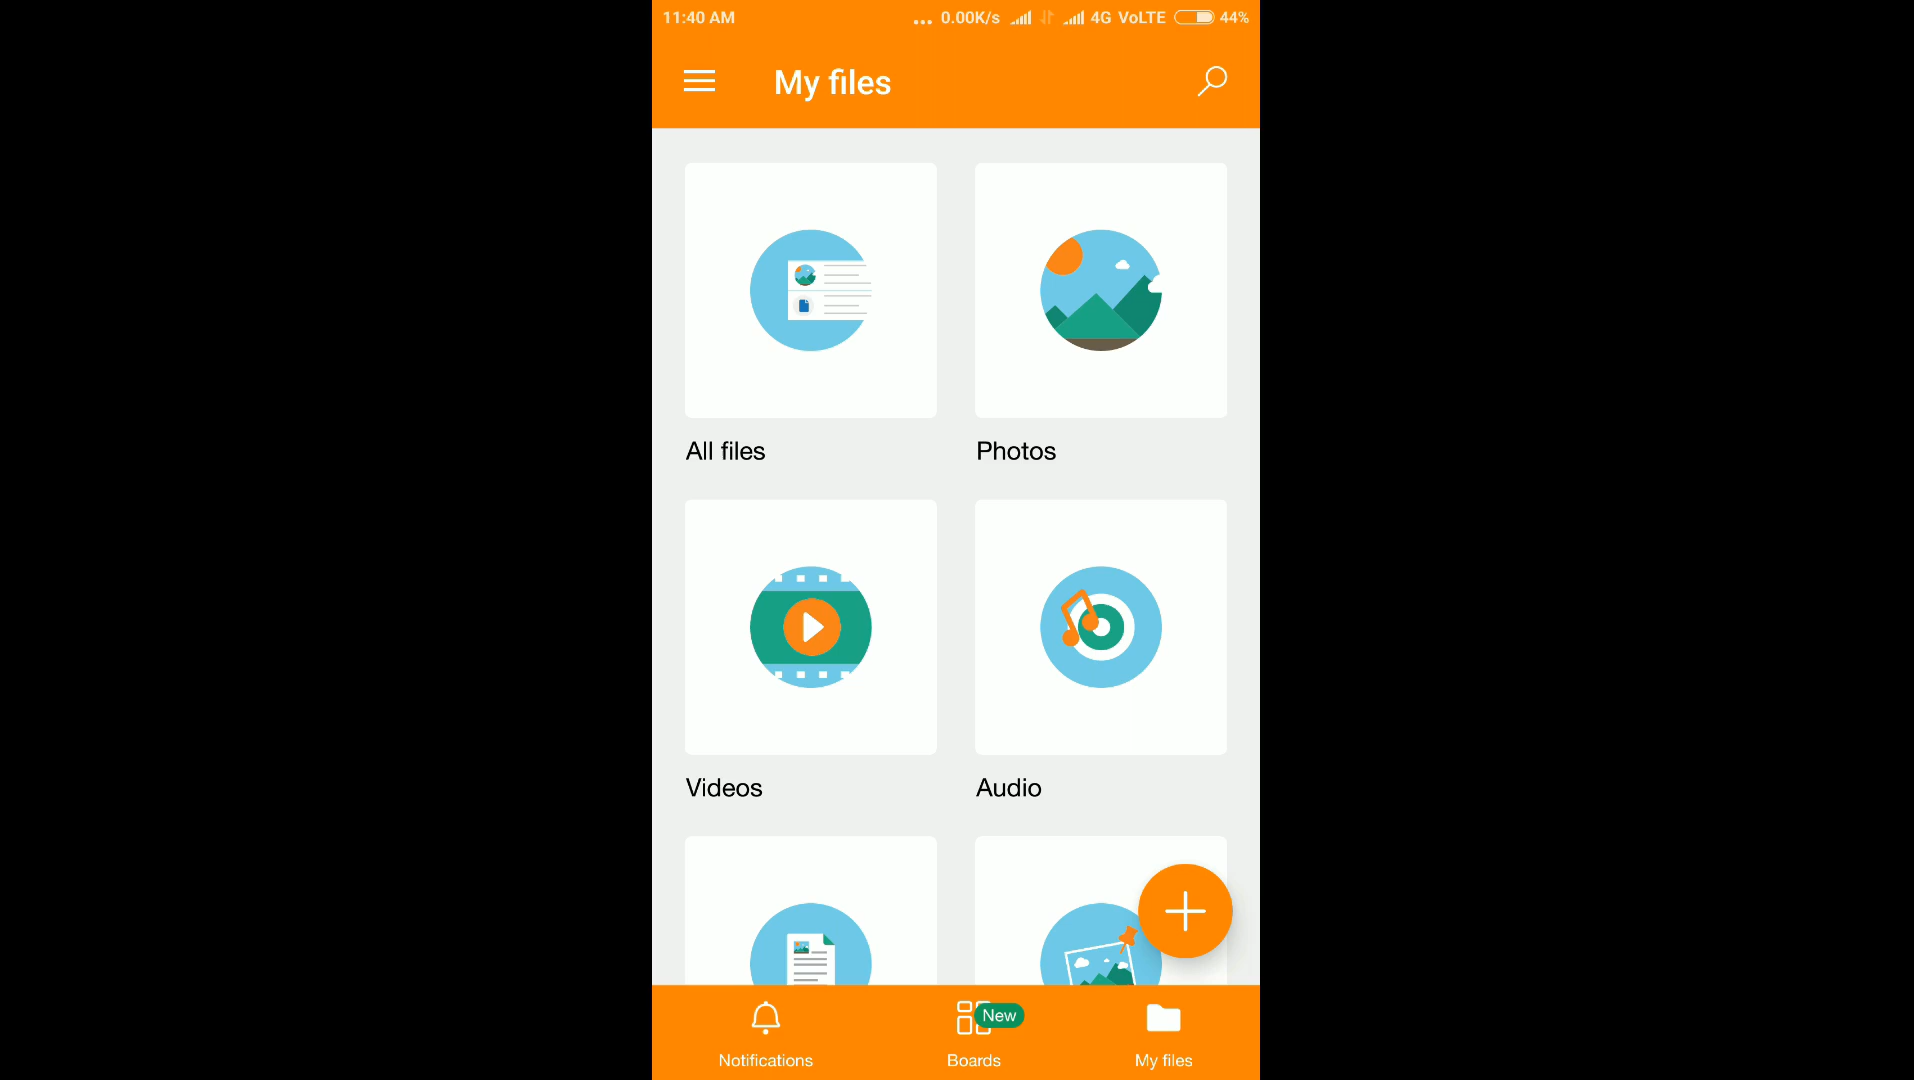 11:40 AM ... 0.00K/s 4G VoLTE 44%
My files
All files Photos
Videos Audio
New
Notifications Boards My files